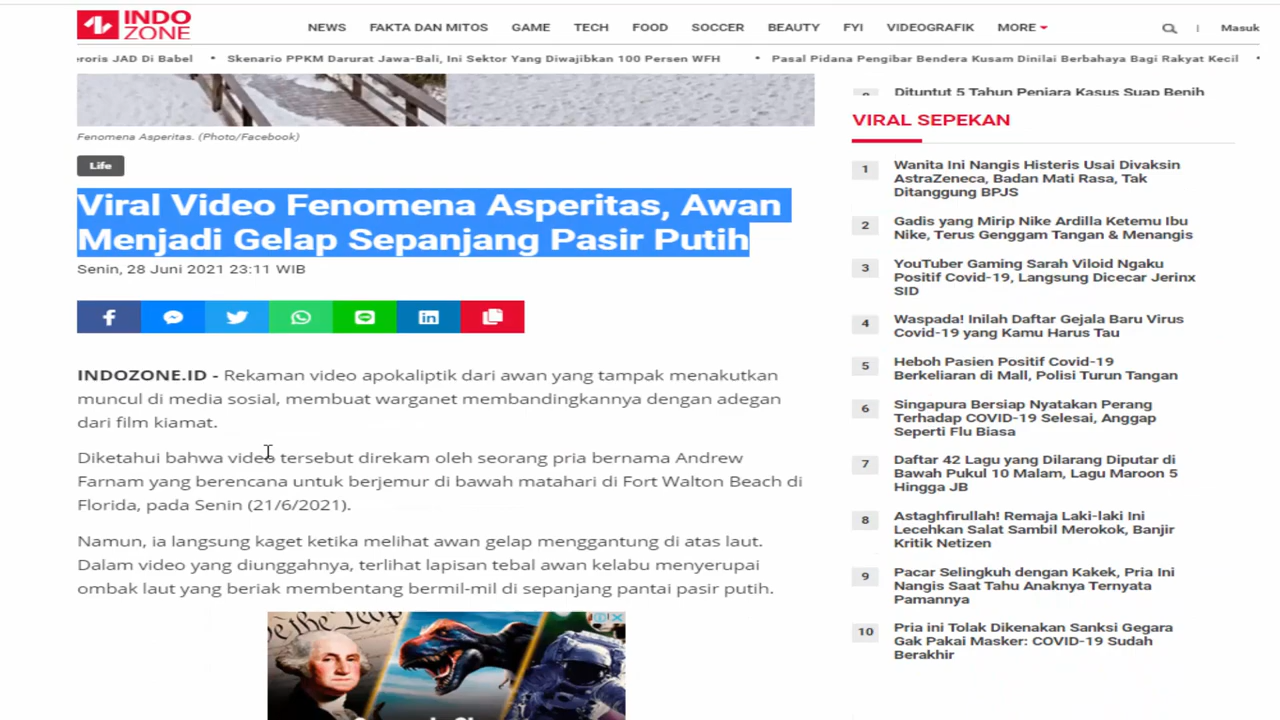 INDO
ZONE
NEWS FAKTA DAN MITOS GAME TECH FOOD SOCCER BEAUTY FYI VIDEOGRAFIK MORE Masuk
roris JAD Di Babel • Skenario PPKM Darurat Jawa-Bali, Ini Sektor Yang Diwajibkan 100 Persen WFH • Pasal Pidana Pengibar Bendera Kusam Dinilai Berbahaya Bagi Rakyat Kecil •
Fenomena Asperitas. (Photo/Facebook)
Life
Viral Video Fenomena Asperitas, Awan
Menjadi Gelap Sepanjang Pasir Putih
Senin, 28 Juni 2021 23:11 WIB
INDOZONE.ID - Rekaman video apokaliptik dari awan yang tampak menakutkan
muncul di media sosial, membuat warganet membandingkannya dengan adegan
dari film kiamat.
Diketahui bahwa video tersebut direkam oleh seorang pria bernama Andrew
Farnam yang berencana untuk berjemur di bawah matahari di Fort Walton Beach di
Florida, pada Senin (21/6/2021).
Namun, ia langsung kaget ketika melihat awan gelap menggantung di atas laut.
Dalam video yang diunggahnya, terlihat lapisan tebal awan kelabu menyerupai
ombak laut yang beriak membentang bermil-mil di sepanjang pantai pasir putih.
Dituntut 5 Tahun Penjara Kasus Suap Benih
VIRAL SEPEKAN
1 Wanita Ini Nangis Histeris Usai Divaksin
AstraZeneca, Badan Mati Rasa, Tak
Ditanggung BPJS
2 Gadis yang Mirip Nike Ardilla Ketemu Ibu
Nike, Terus Genggam Tangan & Menangis
3 YouTuber Gaming Sarah Viloid Ngaku
Positif Covid-19, Langsung Dicecar Jerinx
SID
4 Waspada! Inilah Daftar Gejala Baru Virus
Covid-19 yang Kamu Harus Tau
5 Heboh Pasien Positif Covid-19
Berkeliaran di Mall, Polisi Turun Tangan
6 Singapura Bersiap Nyatakan Perang
Terhadap COVID-19 Selesai, Anggap
Seperti Flu Biasa
7 Daftar 42 Lagu yang Dilarang Diputar di
Bawah Pukul 10 Malam, Lagu Maroon 5
Hingga JB
8 Astaghfirullah! Remaja Laki-laki Ini
Lecehkan Salat Sambil Merokok, Banjir
Kritik Netizen
9 Pacar Selingkuh dengan Kakek, Pria Ini
Nangis Saat Tahu Anaknya Ternyata
Pamannya
10 Pria ini Tolak Dikenakan Sanksi Gegara
Gak Pakai Masker: COVID-19 Sudah
Berakhir